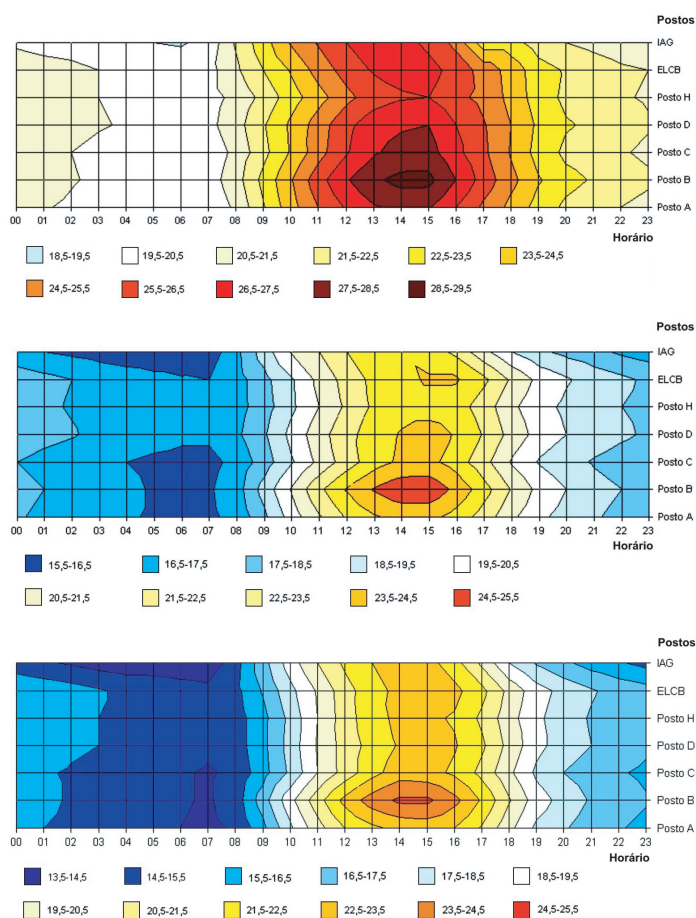 Postos
IAG
ELCB
Posto H
Posto D
Posto C
Posto B
Posto A
00 01 02 03 04 05 06 07 08 09 10 11 12 13 14 15 16 17 18 19 20 21 22 23
Horário
18,5-19,5 19,5-20,5 20,5-21,5 21,5-22,5 22,5-23,5 23,5-24,5
24,5-25,5 25,5-26,5 26,5-27,5 27,5-28,5 28,5-29,5
Postos
IAG
ELCB
Posto H
Posto D
Posto C
Posto B
Posto A
00 01 02 03 04 05 06 07 08 09 10 11 12 13 14 15 16 17 18 19 20 21 22 23
Horário
15,5-16,5 16,5-17,5 17,5-18,5 18,5-19,5 19,5-20,5
20,5-21,5 21,5-22,5 22,5-23,5 23,5-24,5 24,5-25,5
Postos
IAG
ELCB
Posto H
Posto D
Posto C
Posto B
Posto A
00 01 02 03 04 05 06 07 08 09 10 11 12 13 14 15 16 17 18 19 20 21 22 23
Horário
13,5-14,5 14,5-15,5 15,5-16,5 16,5-17,5 17,5-18,5 18,5-19,5
19,5-20,5 20,5-21,5 21,5-22,5 22,5-23,5 23,5-24,5 24,5-25,5